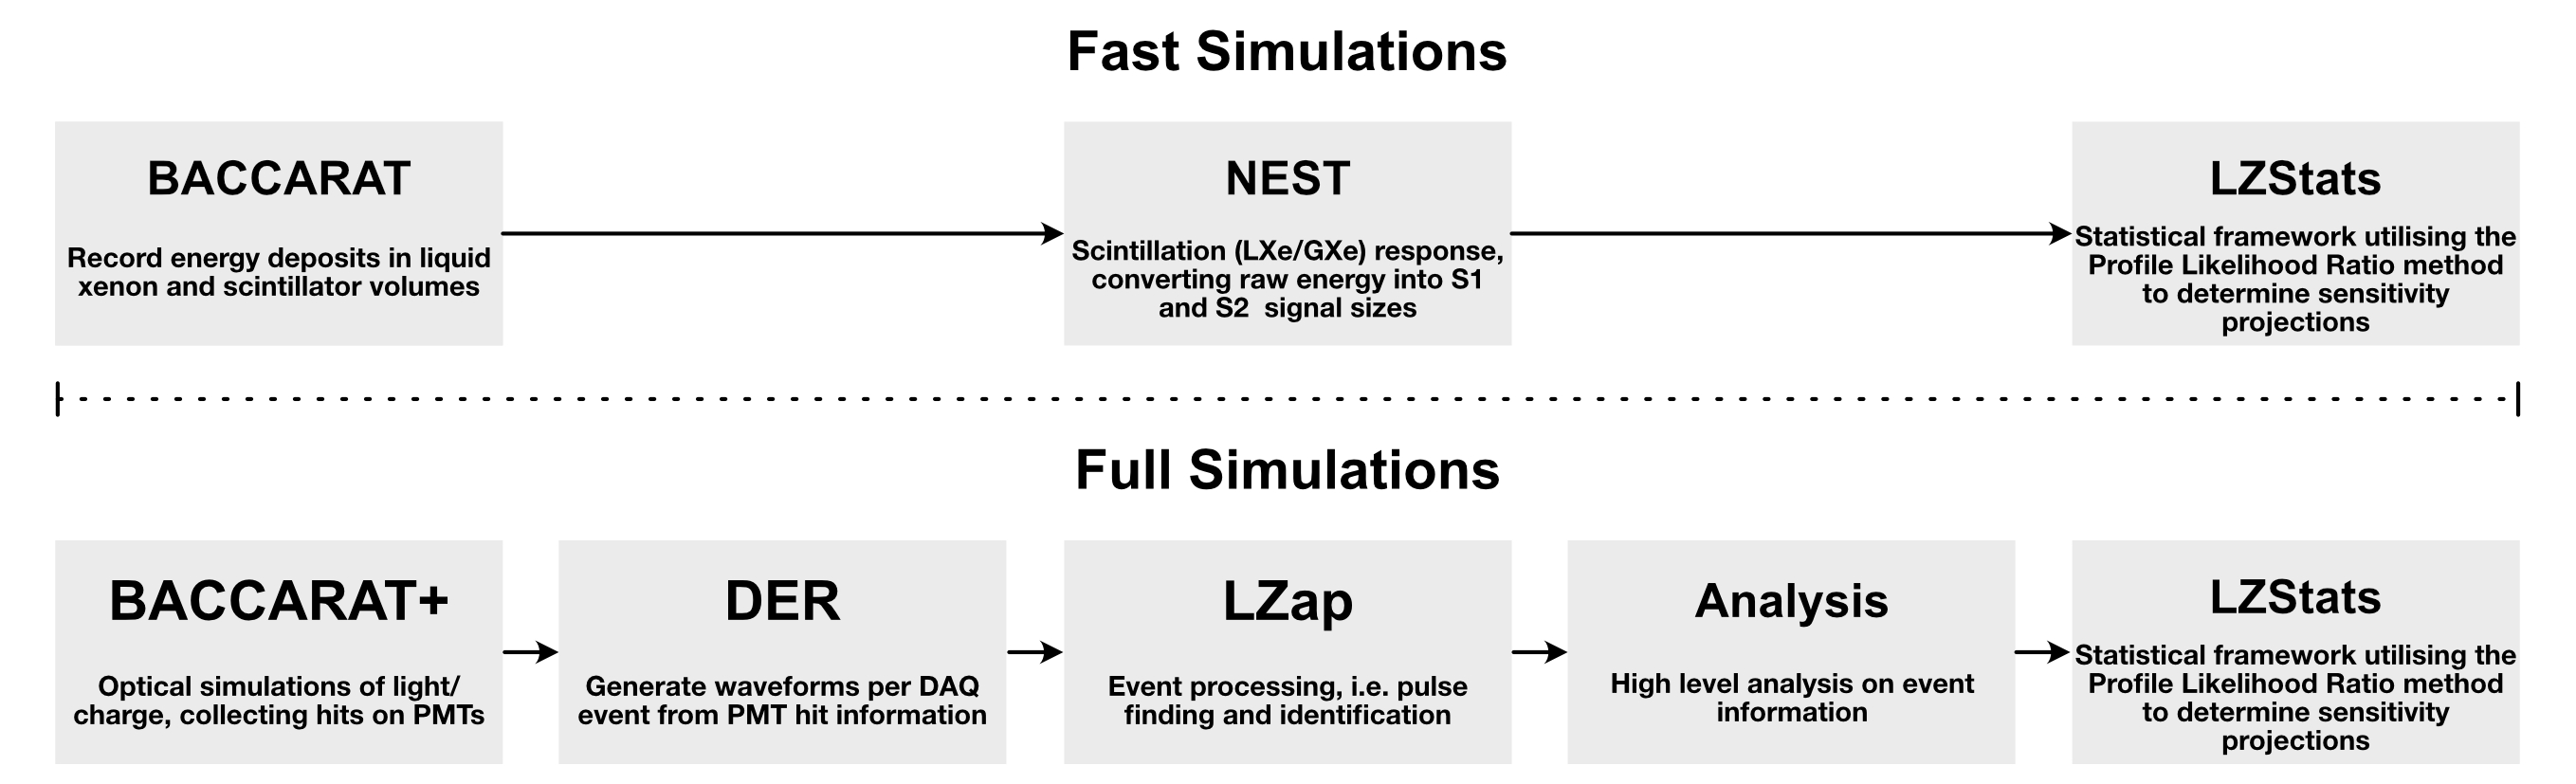 Fast Simulations
BACCARAT
Record energy deposits in liquid
xenon and scintillator volumes
NEST
Scintillation (LXe/GXe) response,
converting raw energy into S1
and S2  signal sizes
LZStats
Statistical framework utilising the
Profile Likelihood Ratio method
to determine sensitivity
projections
Full Simulations
BACCARAT+
Optical simulations of light/
charge, collecting hits on PMTs
DER
Generate waveforms per DAQ
event from PMT hit information
LZap
Event processing, i.e. pulse
finding and identification
Analysis
High level analysis on event
information
LZStats
Statistical framework utilising the
Profile Likelihood Ratio method
to determine sensitivity
projections